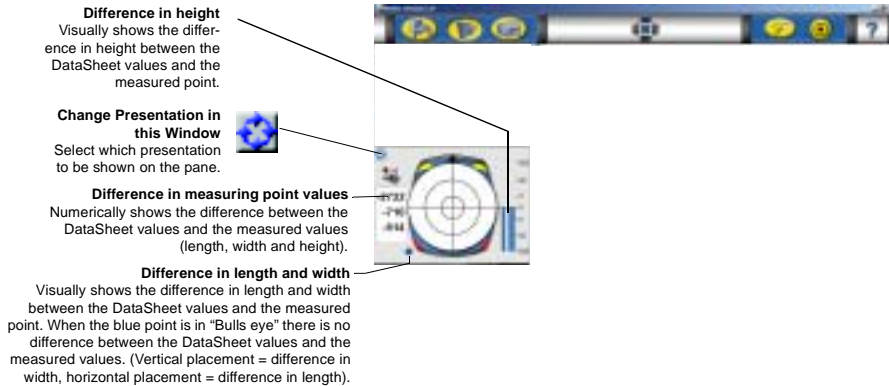 Difference in height
Visually shows the differ-
ence in height between the
DataSheet values and the
measured point.
Change Presentation in
this Window
Select which presentation
to be shown on the pane.
Difference in measuring point values
Numerically shows the difference between the
DataSheet values and the measured values
(length, width and height).
Difference in length and width
Visually shows the difference in length and width
between the DataSheet values and the measured
point. When the blue point is in “Bulls eye” there is no
difference between the DataSheet values and the
measured values. (Vertical placement = difference in
width, horizontal placement = difference in length).
?